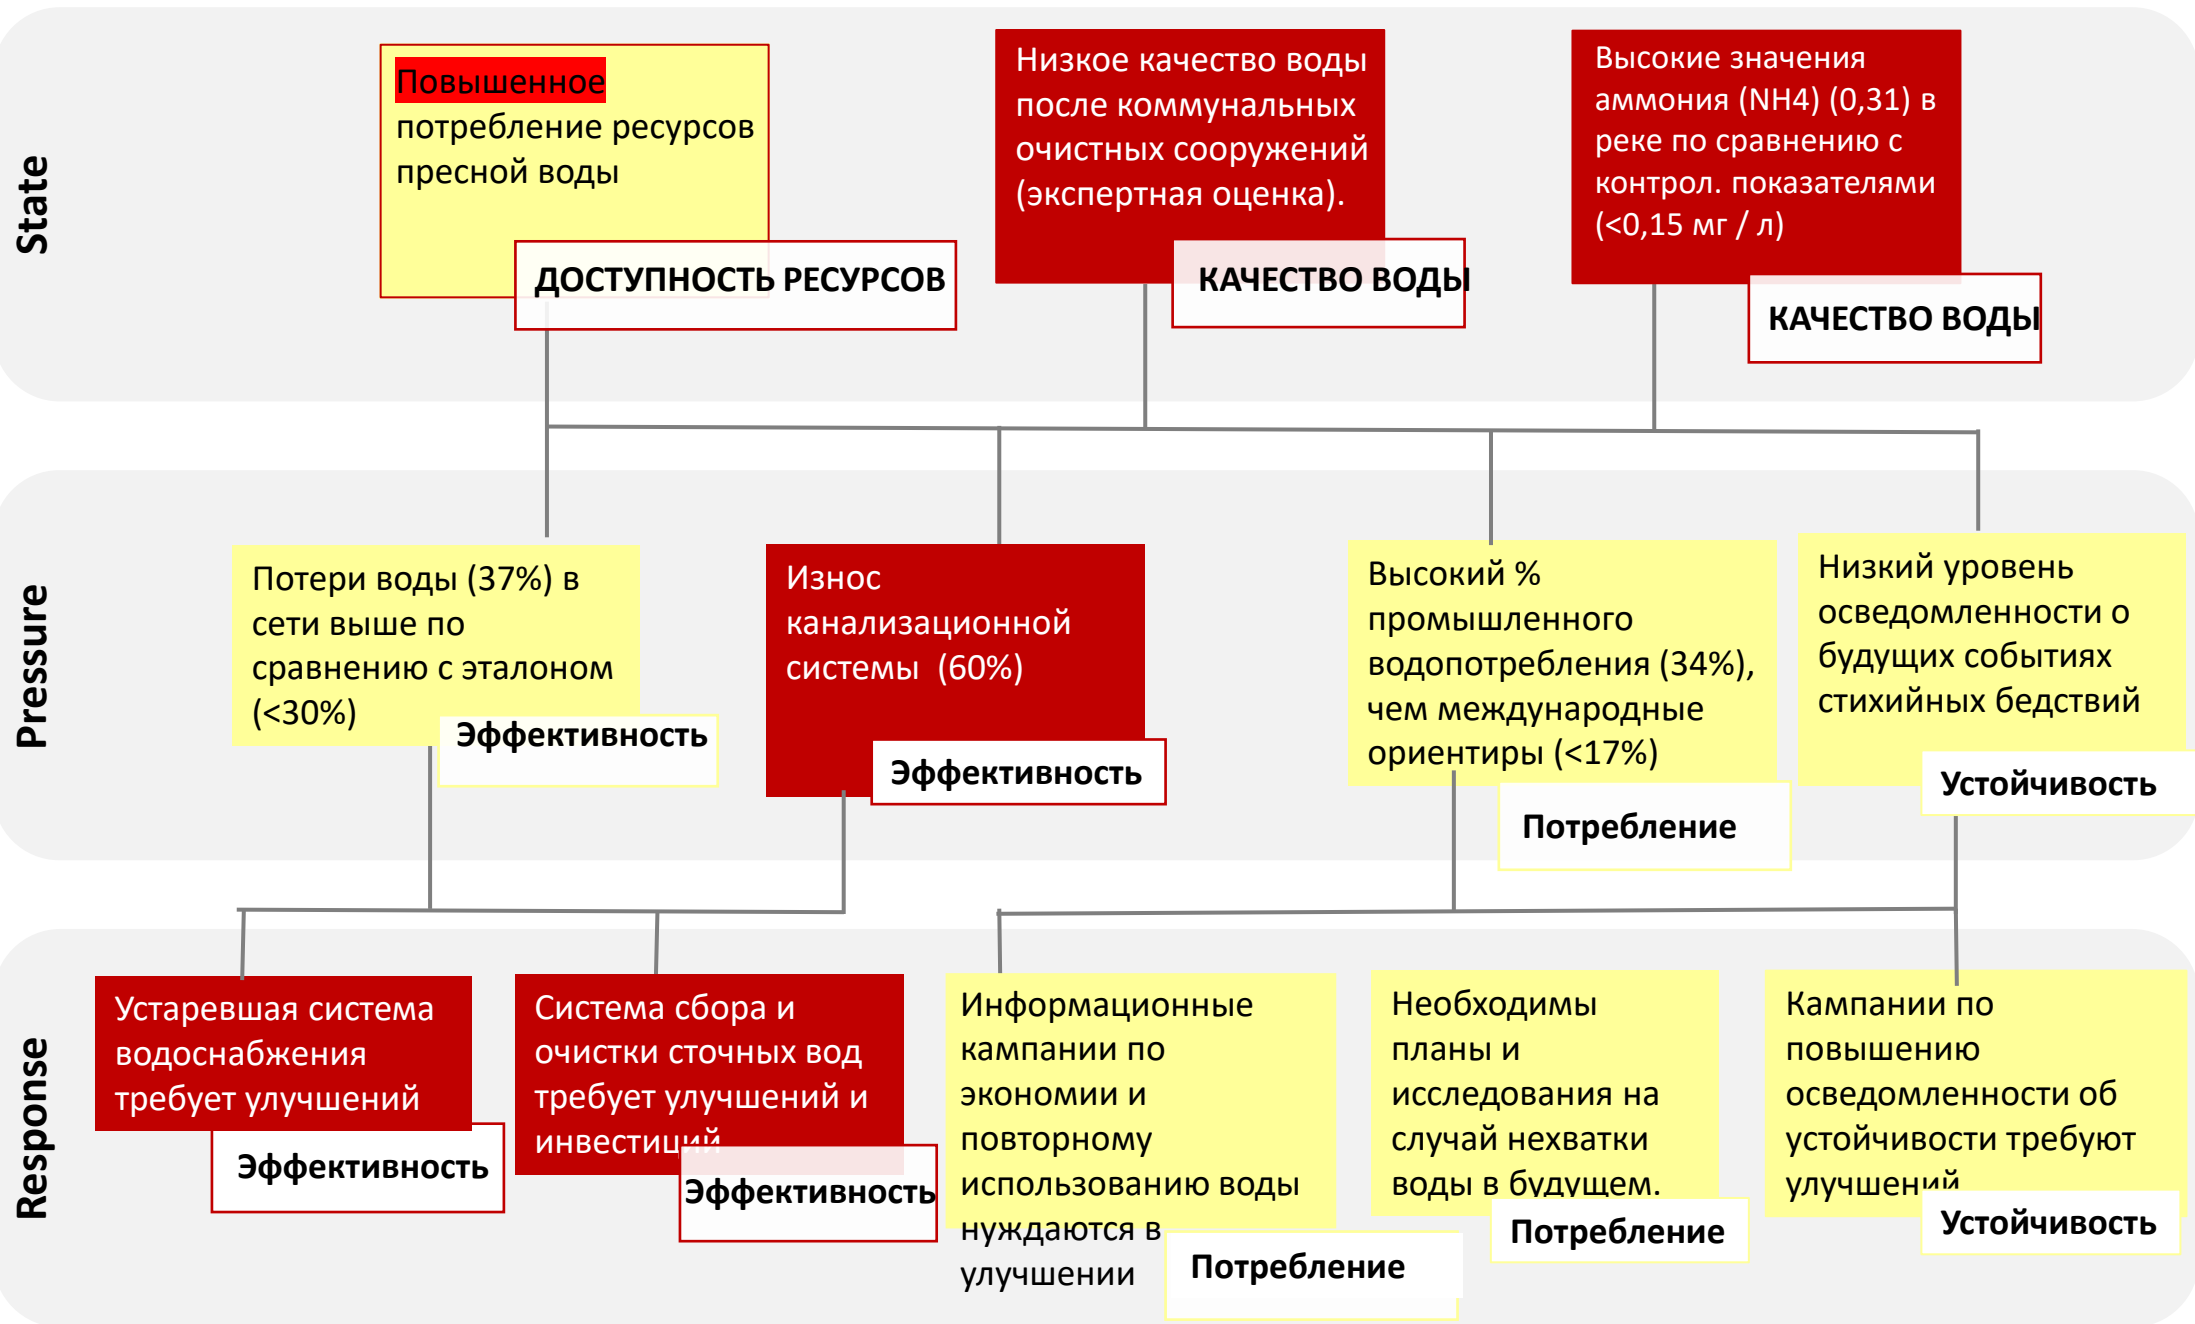 State
Повышенное
потребление ресурсов
пресной воды
ДОСТУПНОСТЬ РЕСУРСОВ
Низкое качество воды
после коммунальных
очистных сооружений
(экспертная оценка).
КАЧЕСТВО ВОДЫ
Высокие значения
аммония (NH4) (0,31) в
реке по сравнению с
контрол. показателями
(<0,15 мг / л)
КАЧЕСТВО ВОДЫ
Pressure
Потери воды (37%) в
сети выше по
сравнению с эталоном
(<30%)
Эффективность
Износ
канализационной
системы (60%)
Эффективность
Высокий %
промышленного
водопотребления (34%),
чем международные
ориентиры (<17%)
Потребление
Низкий уровень
осведомленности о
будущих событиях
стихийных бедствий
Устойчивость
Response
Устаревшая система
водоснабжения
требует улучшений
Эффективность
Система сбора и
очистки сточных вод
требует улучшений и
инвестиций
Эффективность
Информационные
кампании по
экономии и
повторному
использованию воды
нуждаются в
улучшении
Потребление
Необходимы
планы и
исследования на
случай нехватки
воды в будущем.
Потребление
Кампании по
повышению
осведомленности об
устойчивости требуют
улучшений
Устойчивость